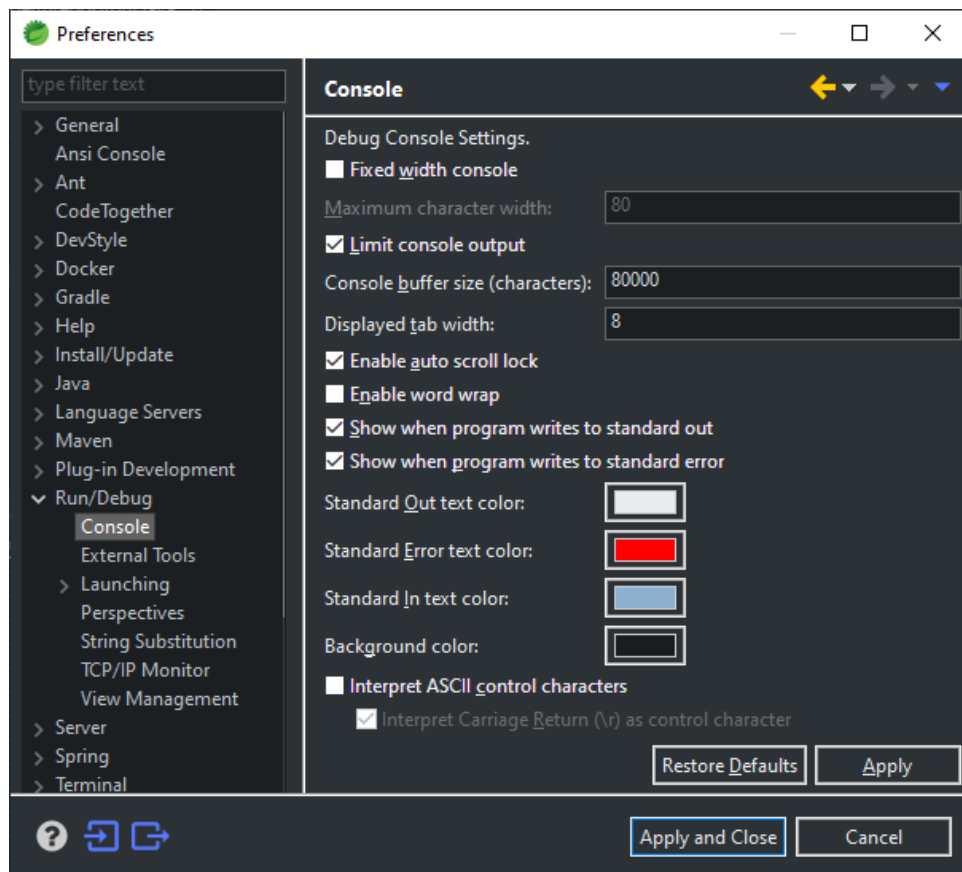 Preferences
type filter text
General
Ansi Console
Ant
CodeTogether
DevStyle
Docker
Gradle
Help
Install/Update
Java
Language Servers
Maven
Plug-in Development
Run/Debug
Console
External Tools
Launching
Perspectives
String Substitution
TCP/IP Monitor
View Management
Server
Spring
Terminal
Console
Debug Console Settings.
Fixed width console
Maximum character width: 80
Limit console output
Console buffer size (characters): 80000
Displayed tab width: 8
Enable auto scroll lock
Enable word wrap
Show when program writes to standard out
Show when program writes to standard error
Standard Out text color:
Standard Error text color:
Standard In text color:
Background color:
Interpret ASCII control characters
Interpret Carriage Return (\r) as control character
Restore Defaults Apply
Apply and Close Cancel